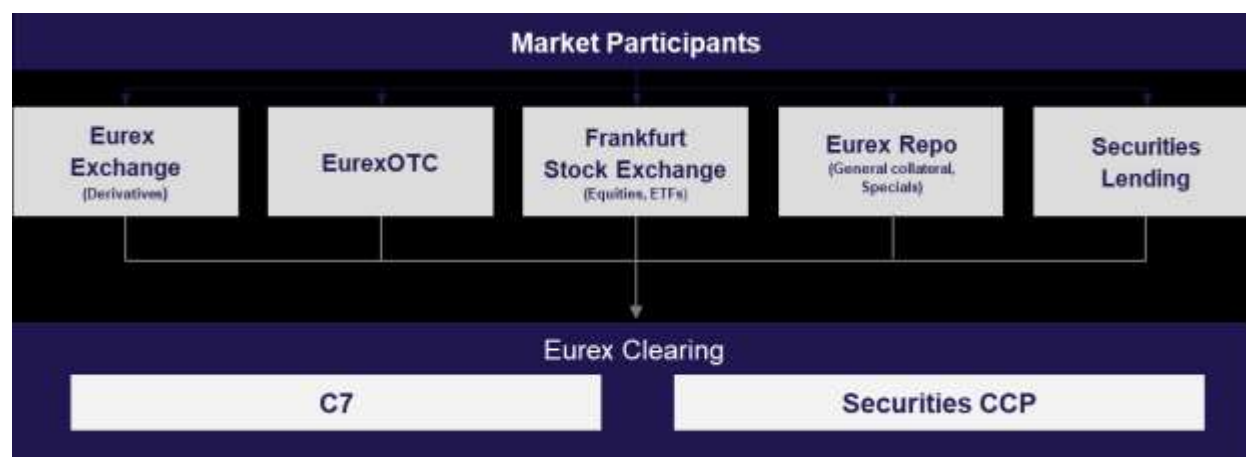 Market Participants
Eurex
Exchange
(Derivatives)
EurexOTC
Frankfurt
Stock Exchange
(Equities, ETFs)
Eurex Repo
(General collateral,
Specials)
Securities
Lending
Eurex Clearing
C7
Securities CCP